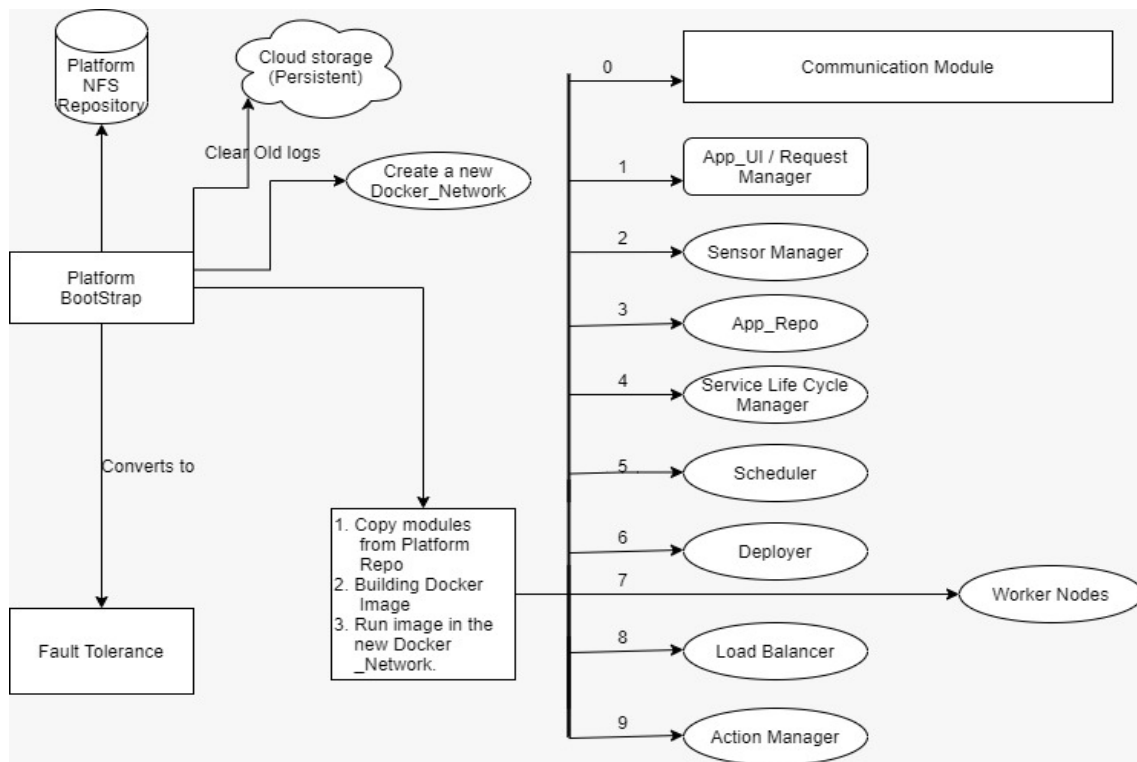 Platform
NFS
Repository
Cloud storage
(Persistent)
Clear Old logs
Create a new
Docker_Network
Platform
BootStrap
Converts to
Fault Tolerance
1. Copy modules
from Platform
Repo
2. Building Docker
Image
3. Run image in the
new Docker
_Network.
0
Communication Module
1
App_UI / Request
Manager
2
Sensor Manager
3
App_Repo
4
Service Life Cycle
Manager
5
Scheduler
6
Deployer
7
Worker Nodes
8
Load Balancer
9
Action Manager